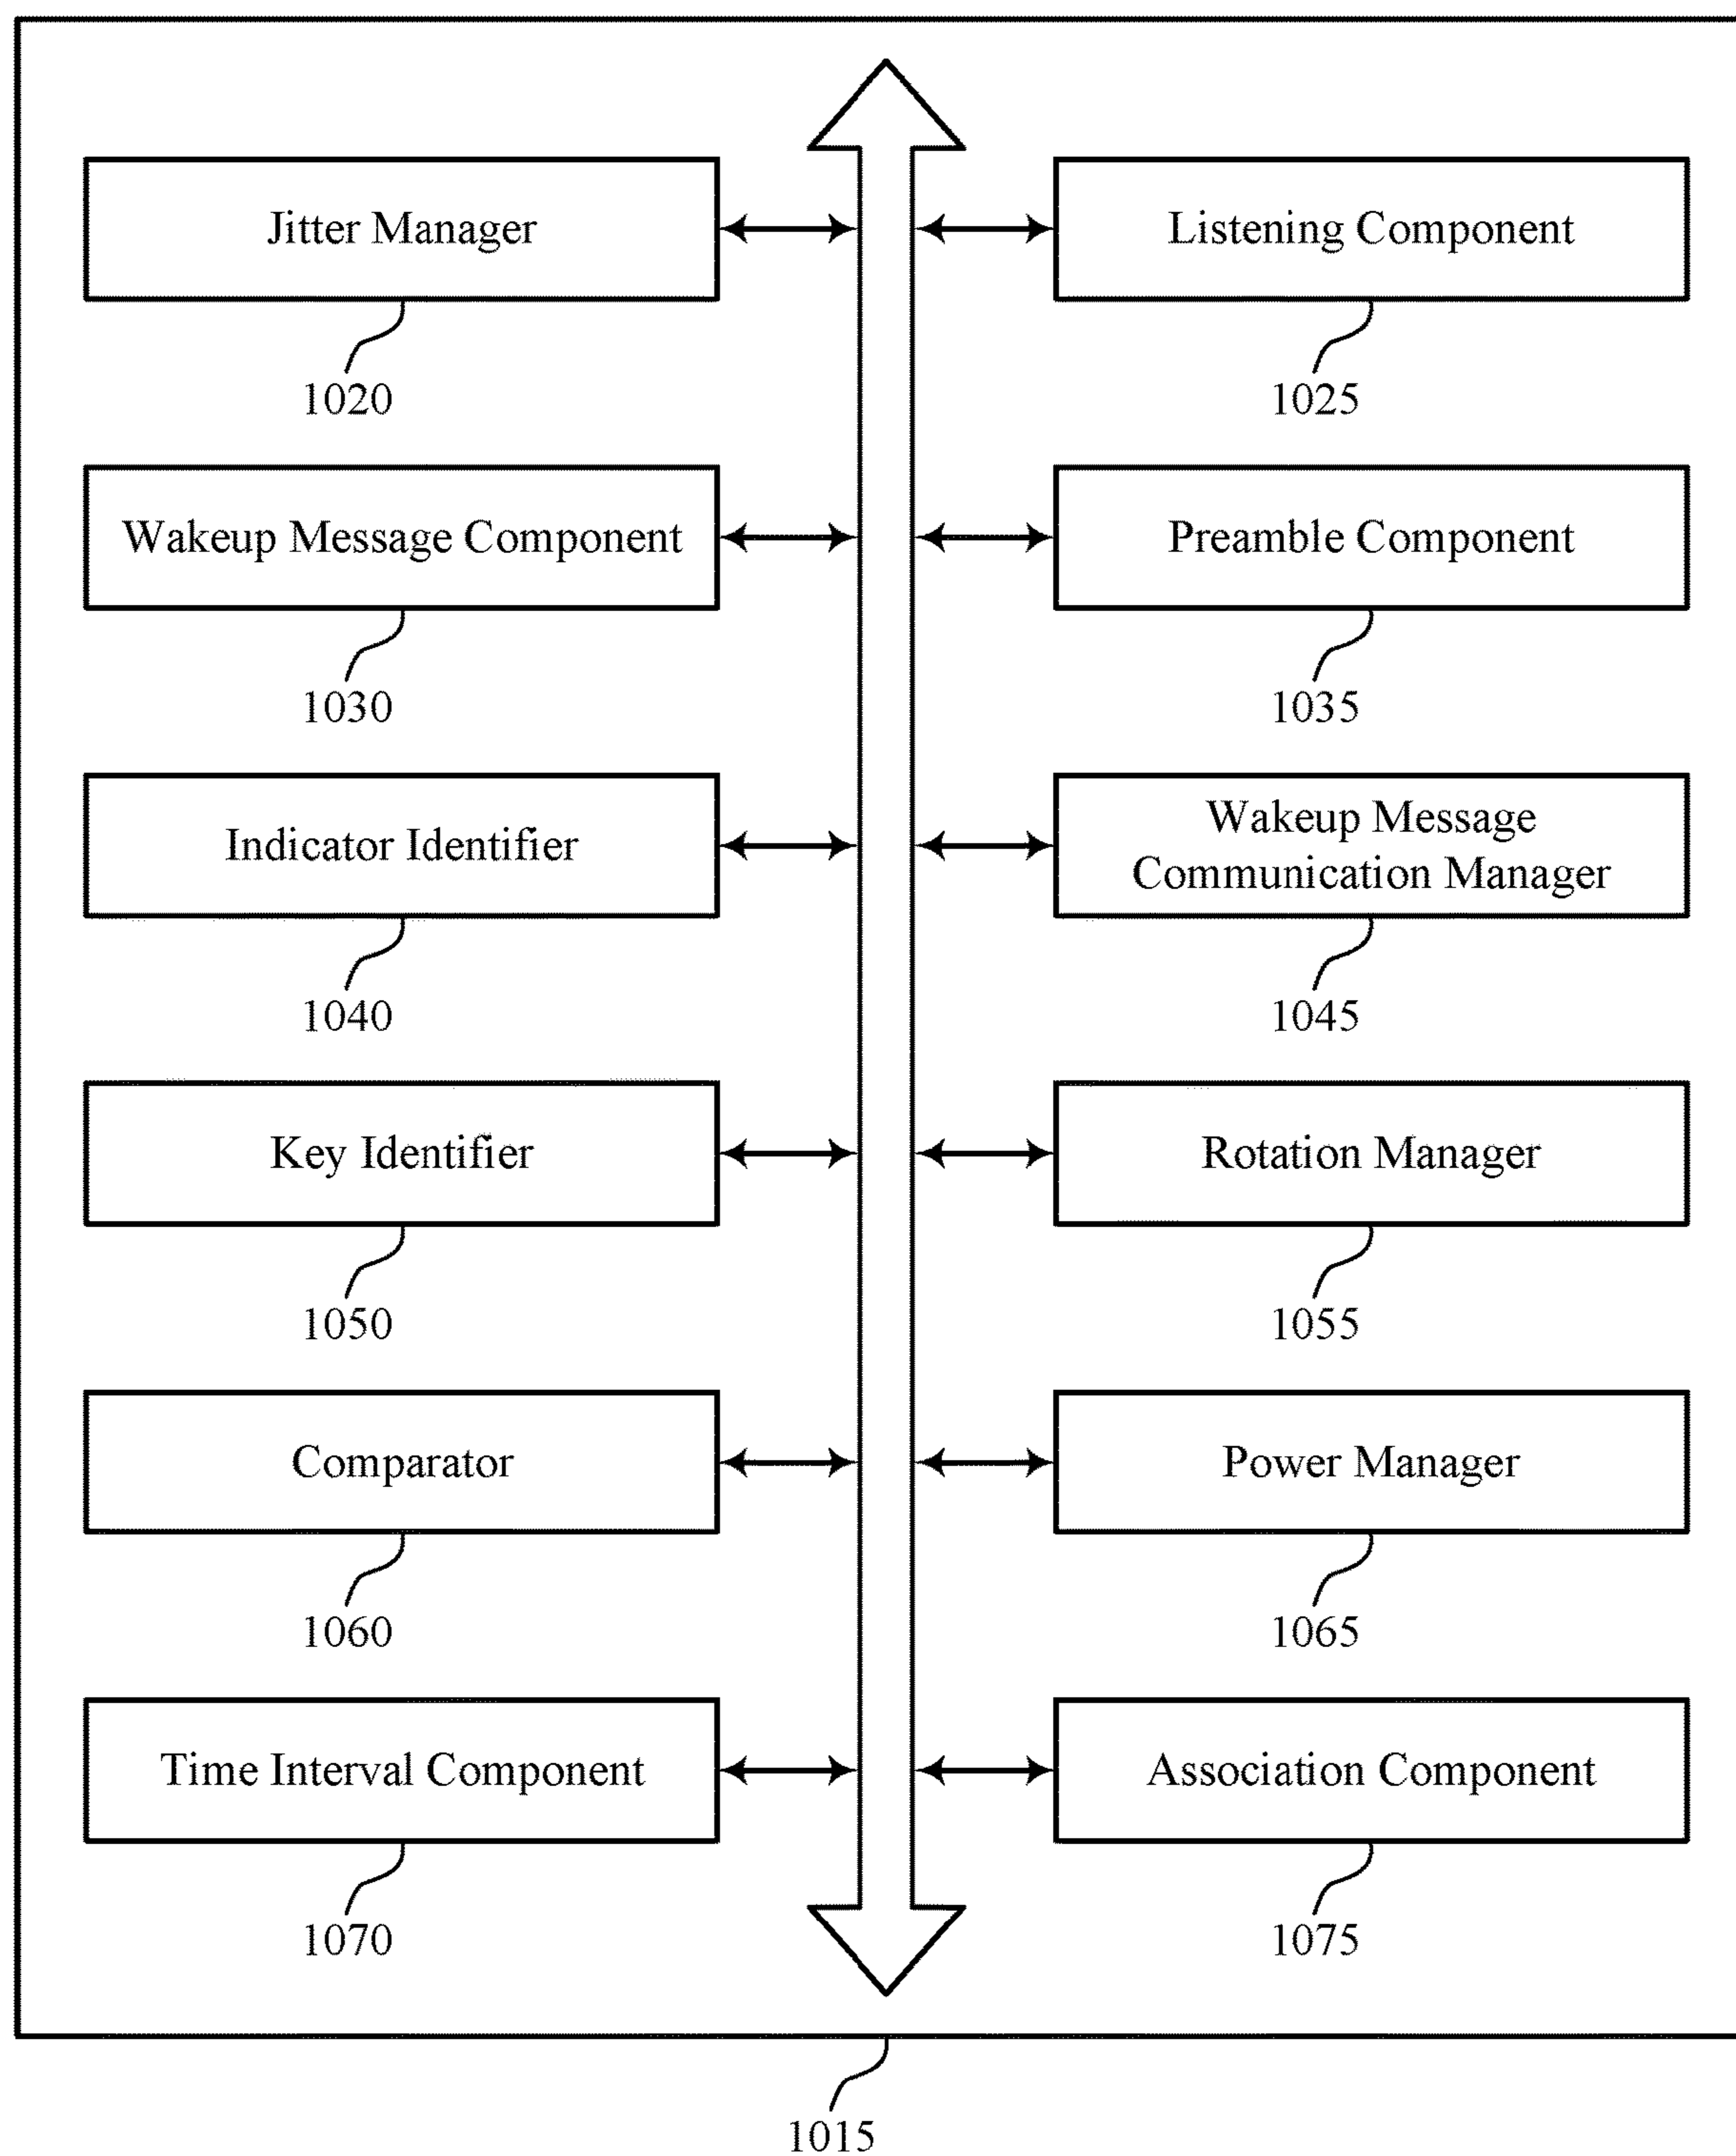 Jitter Manager
Listening Component
1020
1025
Wakeup Message Component
Preamble Component
1030
1035
Indicator Identifier
Wakeup Message
Communication Manager
1040
1045
Key Identifier
Rotation Manager
1050
1055
Comparator
Power Manager
1060
1065
Time Interval Component
Association Component
1070
1075
1015